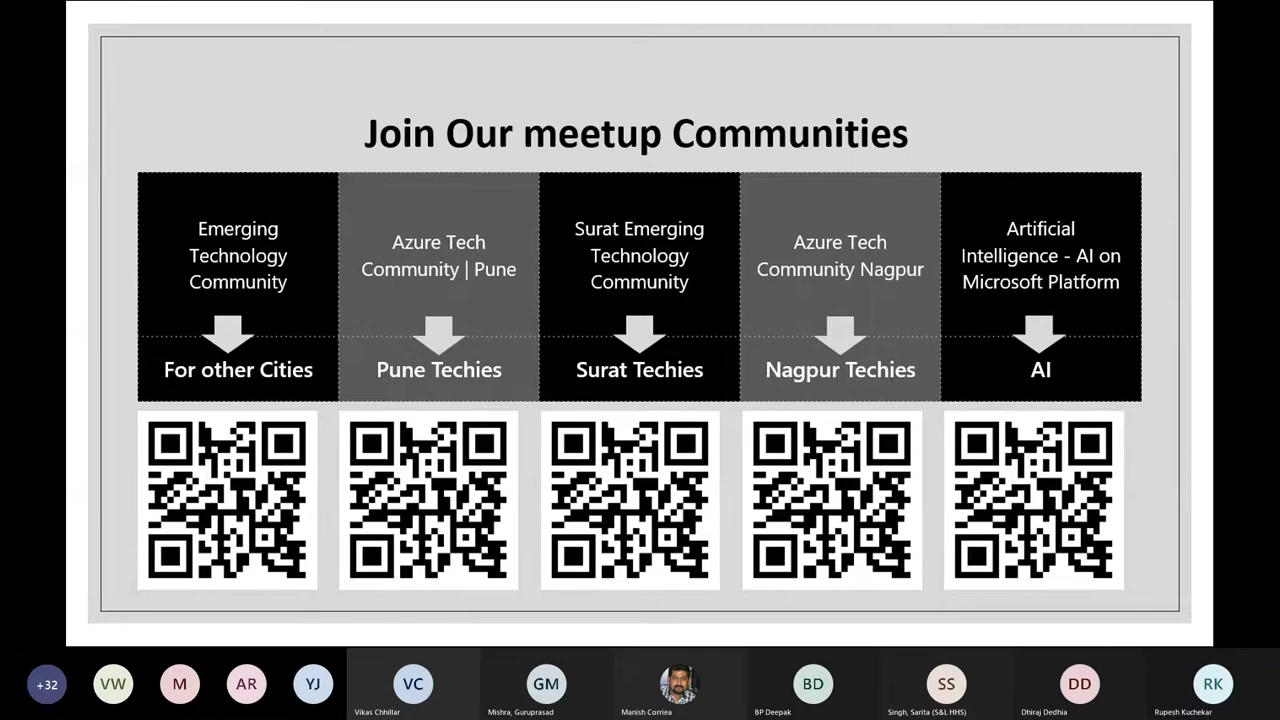 Join Our meetup Communities
Emerging
Technology
Community
Azure Tech
Community | Pune
Surat Emerging
Technology
Community
Azure Tech
Community Nagpur
Artificial
Intelligence - AI on
Microsoft Platform
For other Cities
Pune Techies
Surat Techies
Nagpur Techies
AI
+32
VW
M
AR
YJ
VC
GM
BD
SS
DD
RK
Vikas Chhillar
Mishra, Guruprasad
Manish Corriea
BP Deepak
Singh, Sarita (S&L HHS)
Dhiraj Dedhia
Rupesh Kuchekar